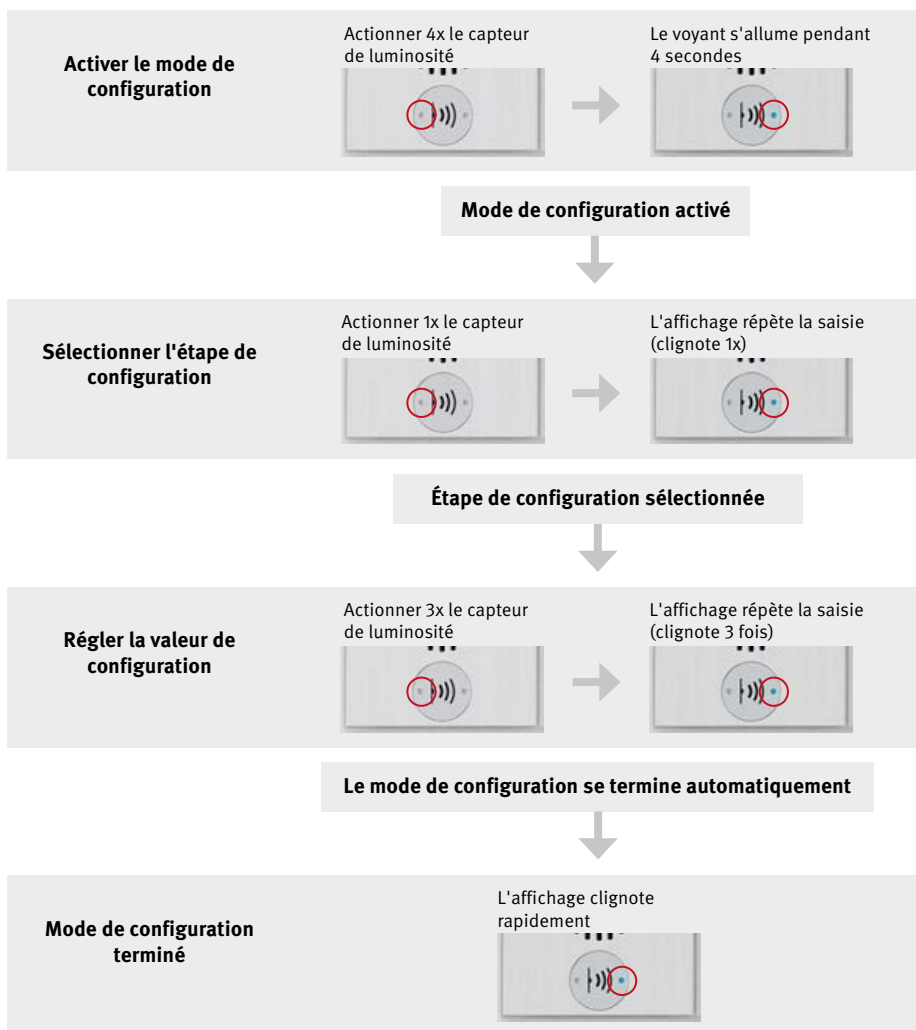 Activer le mode de
configuration
Actionner 4x le capteur
de luminosité
Le voyant s'allume pendant
4 secondes
Mode de configuration activé
Sélectionner l'étape de
configuration
Actionner 1x le capteur
de luminosité
L'affichage répète la saisie
(clignote 1x)
Étape de configuration sélectionnée
Régler la valeur de
configuration
Actionner 3x le capteur
de luminosité
L'affichage répète la saisie
(clignote 3 fois)
Le mode de configuration se termine automatiquement
Mode de configuration
terminé
L'affichage clignote
rapidement